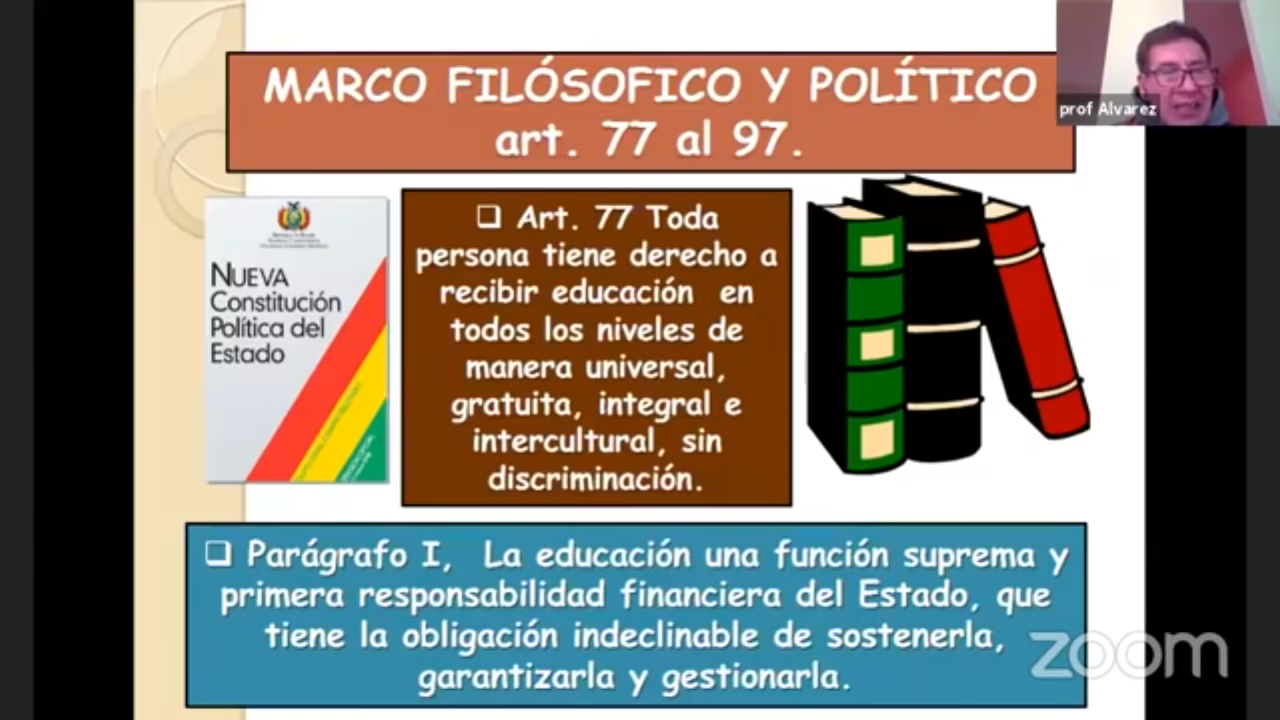 MARCO FILÓSOFICO Y POLÍTICO
art. 77 al 97.
prof Alvarez
NUEVA
Constitución
Política del
Estado
❑ Art. 77 Toda
persona tiene derecho a
recibir educación en
todos los niveles de
manera universal,
gratuita, integral e
intercultural, sin
discriminación.
❑ Parágrafo I, La educación una función suprema y
primera responsabilidad financiera del Estado, que
tiene la obligación indeclinable de sostenerla,
garantizarla y gestionarla.
zoom